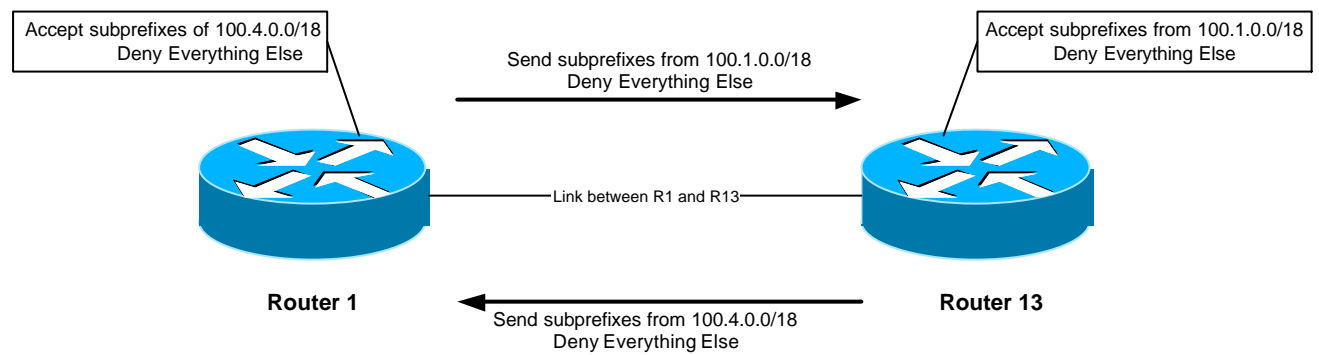 Accept subprefixes of 100.4.0.0/18
Deny Everything Else
Accept subprefixes from 100.1.0.0/18
Deny Everything Else
Send subprefixes from 100.1.0.0/18
Deny Everything Else
Link between R1 and R13
Router 1
Router 13
Send subprefixes from 100.4.0.0/18
Deny Everything Else